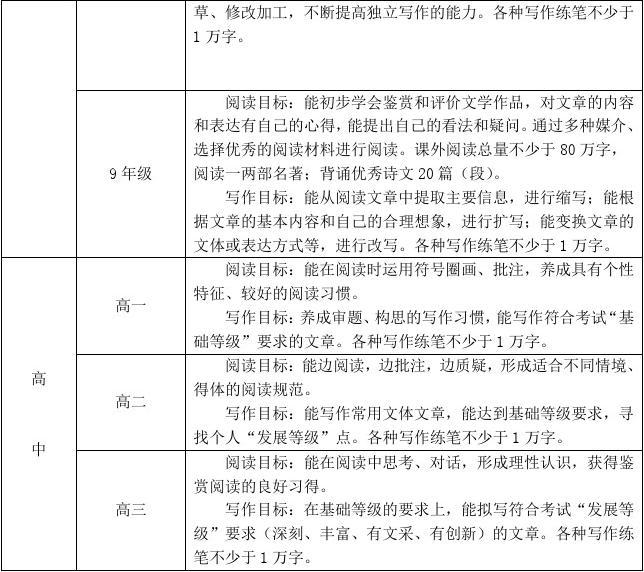 草、修改加工，不断提高独立写作的能力。各种写作练笔不少于
1 万字。
9 年级
阅读目标：能初步学会鉴赏和评价文学作品，对文章的内容
和表达有自己的心得，能提出自己的看法和疑问。通过多种媒介、
选择优秀的阅读材料进行阅读。课外阅读总量不少于 80 万字，
阅读一两部名著；背诵优秀诗文 20 篇（段）。
写作目标：能从阅读文章中提取主要信息，进行缩写；能根
据文章的基本内容和自己的合理想象，进行扩写；能变换文章的
文体或表达方式等，进行改写。各种写作练笔不少于 1 万字。
高
中
高一
阅读目标：能在阅读时运用符号圈画、批注，养成具有个性
特征、较好的阅读习惯。
写作目标：养成审题、构思的写作习惯，能写作符合考试“基
础等级”要求的文章。各种写作练笔不少于 1 万字。
高二
阅读目标：能边阅读，边批注，边质疑，形成适合不同情境、
得体的阅读规范。
写作目标：能写作常用文体文章，能达到基础等级要求，寻
找个人“发展等级”点。各种写作练笔不少于 1 万字。
高三
阅读目标：能在阅读中思考、对话，形成理性认识，获得鉴
赏阅读的良好习得。
写作目标：在基础等级的要求上，能拟写符合考试“发展等
级”要求（深刻、丰富、有文采、有创新）的文章。各种写作练
笔不少于 1 万字。